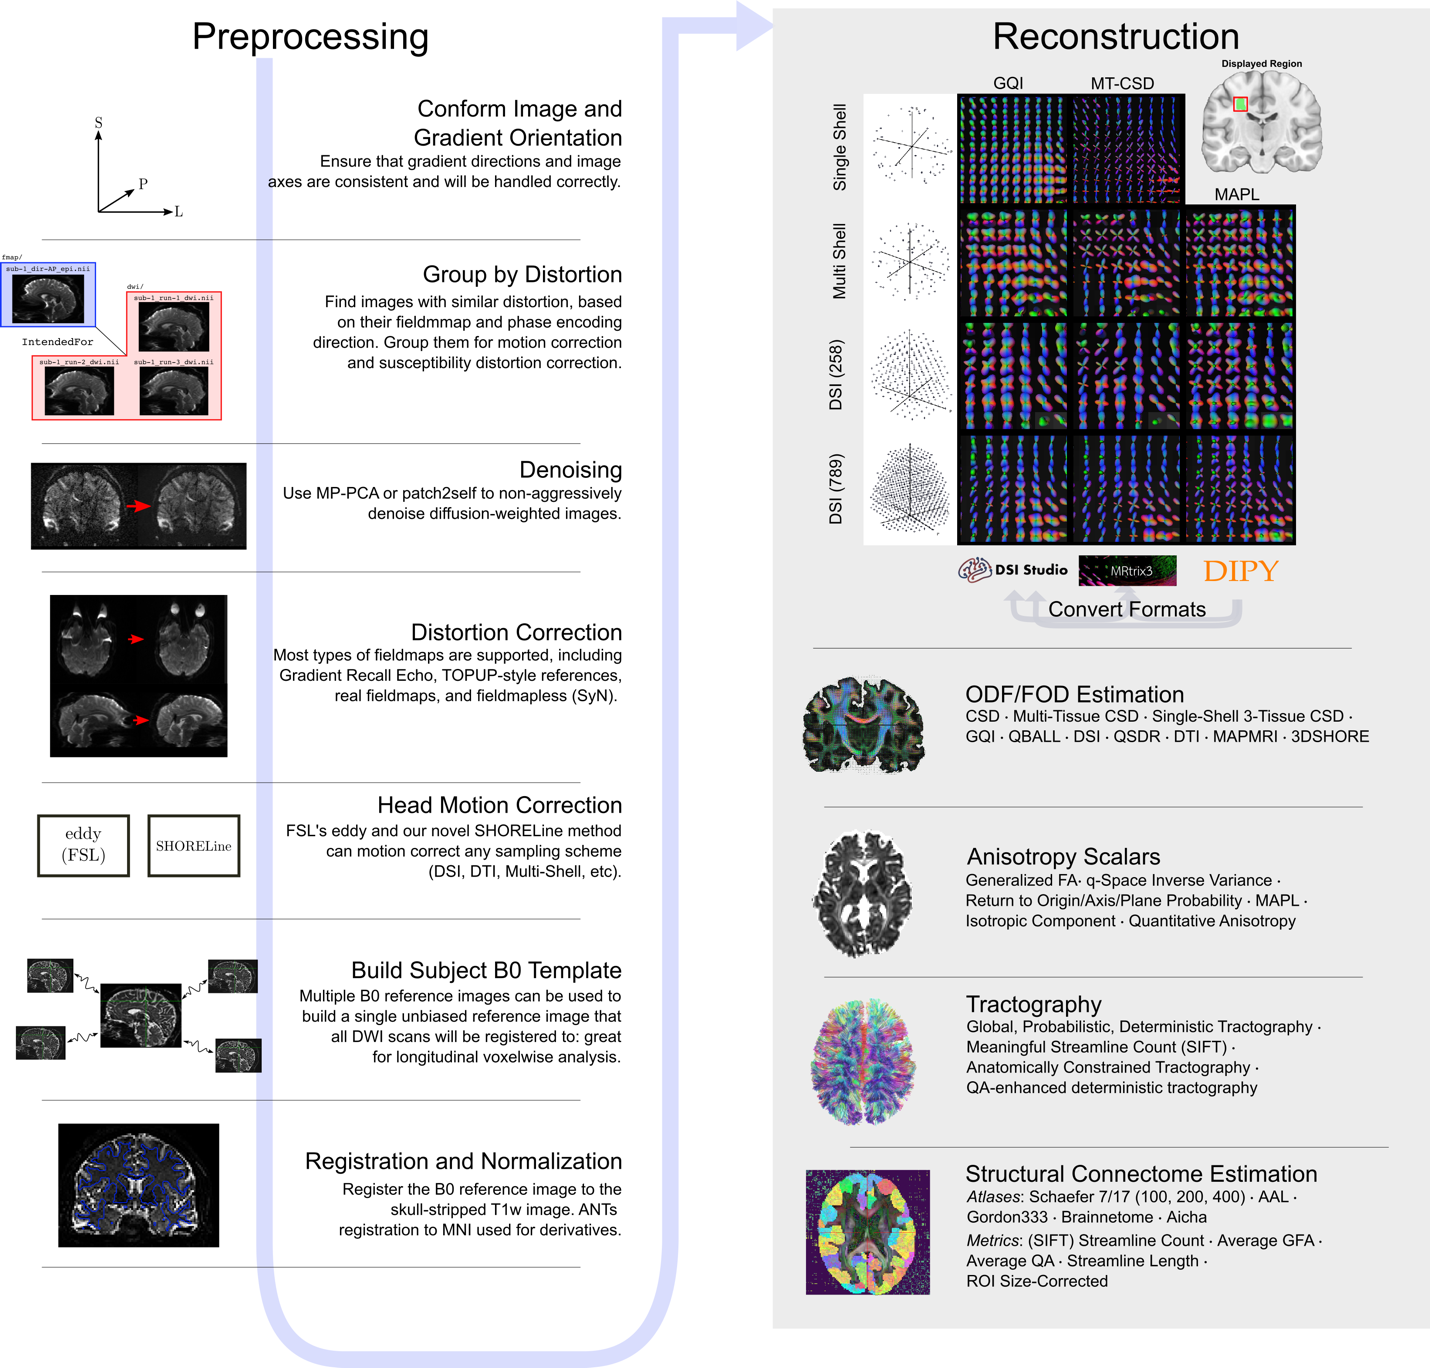 Preprocessing
Conform Image and
Gradient Orientation
Ensure that gradient directions and image
axes are consistent and will be handled correctly.
S
P
L
fmap/
sub-1_dir-AP_epi.nii
dwi/
sub-1_run-1_dwi.nii
IntendedFor
sub-1_run-2_dwi.nii
sub-1_run-3_dwi.nii
Group by Distortion
Find images with similar distortion, based
on their fieldmmap and phase encoding
direction. Group them for motion correction
and susceptibility distortion correction.
Denoising
Use MP-PCA or patch2self to non-aggressively
denoise diffusion-weighted images.
Distortion Correction
Most types of fieldmaps are supported, including
Gradient Recall Echo, TOPUP-style references,
real fieldmaps, and fieldmapless (SyN).
Head Motion Correction
FSL's eddy and our novel SHORELine method
can motion correct any sampling scheme
(DSI, DTI, Multi-Shell, etc).
eddy
(FSL)
SHORELine
Build Subject B0 Template
Multiple B0 reference images can be used to
build a single unbiased reference image that
all DWI scans will be registered to: great
for longitudinal voxelwise analysis.
Registration and Normalization
Register the B0 reference image to the
skull-stripped T1w image. ANTs
registration to MNI used for derivatives.
Reconstruction
Displayed Region
GQI
MT-CSD
MAPL
Single Shell
Multi Shell
DSI (258)
DSI (789)
DSI Studio
MRtrix3
DIPY
Convert Formats
ODF/FOD Estimation
CSD · Multi-Tissue CSD · Single-Shell 3-Tissue CSD ·
GQI · QBALL · DSI · QSDR · DTI · MAPMRI · 3DSHORE
Anisotropy Scalars
Generalized FA· q-Space Inverse Variance ·
Return to Origin/Axis/Plane Probability · MAPL ·
Isotropic Component · Quantitative Anisotropy
Tractography
Global, Probabilistic, Deterministic Tractography ·
Meaningful Streamline Count (SIFT) ·
Anatomically Constrained Tractography ·
QA-enhanced deterministic tractography
Structural Connectome Estimation
Atlases: Schaefer 7/17 (100, 200, 400) · AAL ·
Gordon333 · Brainnetome · Aicha
Metrics: (SIFT) Streamline Count · Average GFA ·
Average QA · Streamline Length ·
ROI Size-Corrected